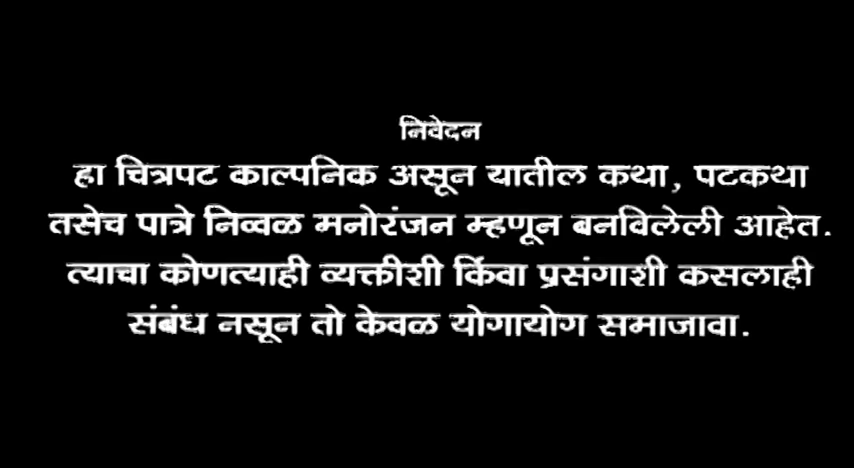 निवेदन
हा चित्रपट काल्पनिक असून यातील कथा, पटकथा
तसेच पात्रे निव्वळ मनोरंजन म्हणून बनविलेली आहेत.
त्याचा कोणत्याही व्यक्तीशी किंवा प्रसंगाशी कसलाही
संबंध नसून तो केवळ योगायोग समाजावा.